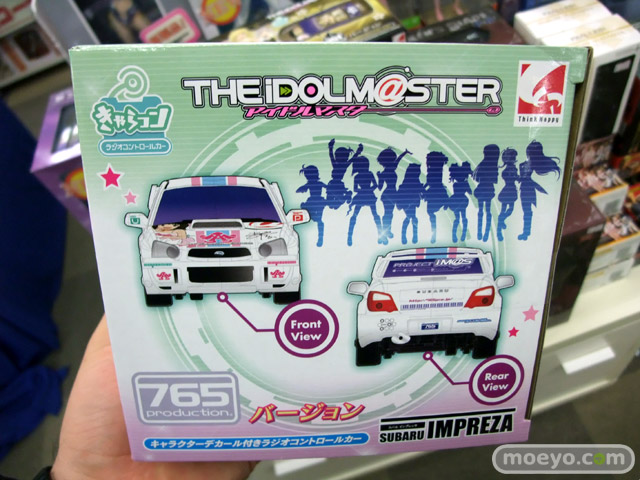 THE iDOLM@STER
アイドルマスター
Think Happy
きゃらコン
ラジオコントロールカー
PROJECT iM@S
765
Front View
Rear View
765 production.
バージョン
キャラクターデカール付きラジオコントロールカー
SUBARU IMPREZA
moeyo.com